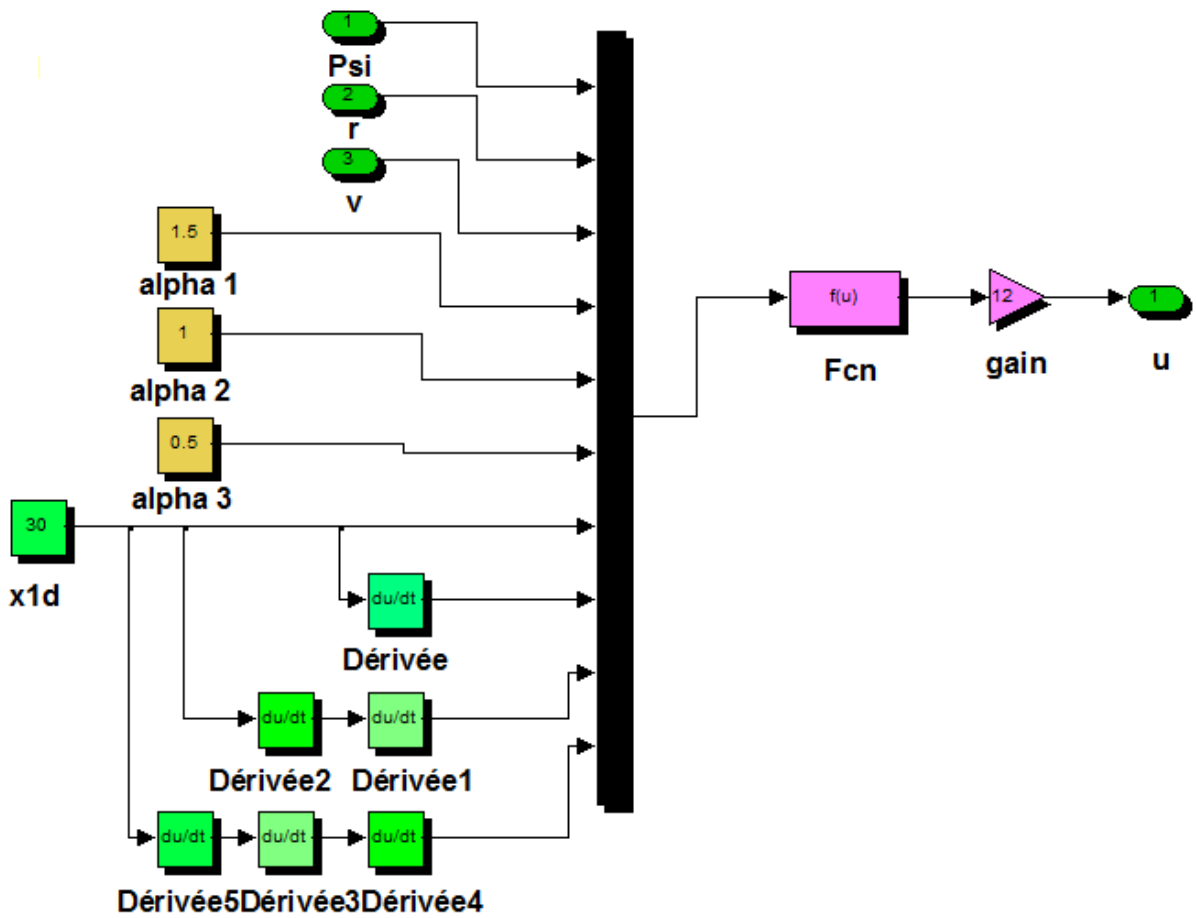 1
Psi
2
r
3
v
1.5
alpha 1
1
alpha 2
0.5
alpha 3
30
x1d
du/dt
Dérivée
du/dt du/dt
Dérivée2 Dérivée1
du/dt du/dt du/dt
Dérivée5Dérivée3Dérivée4
f(u)
Fcn
12
gain
1
u